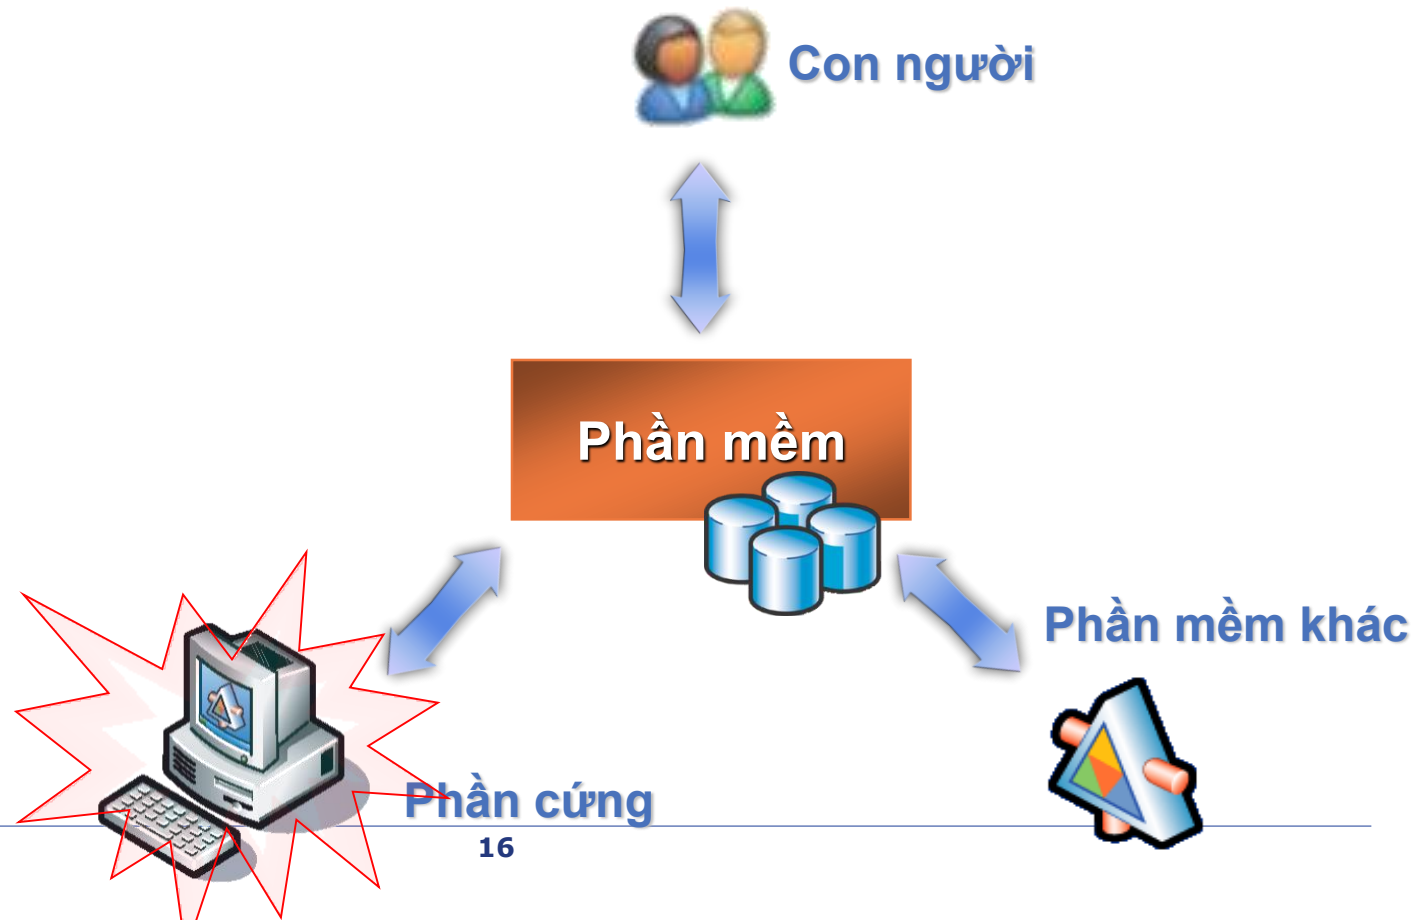 Con người
Phần mềm
Phần mềm khác
Phần cứng
16